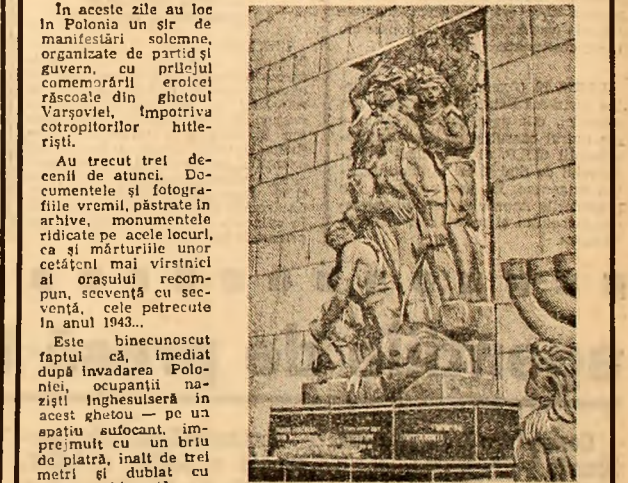 În aceste zile au loc
în Polonia un șir de
manifestări solemne,
organizate de partid și
guvern, cu prilejul
comemorării eroicei
răscoale din ghetoul
Varșoviei, împotriva
cotropitorilor hitle-
riști.
Au trecut trei de-
cenii de atunci. Do-
cumentele și fotogra-
fiile vremii, păstrate în
arhive, monumentele
ridicate pe acele locuri,
ca și mărturiile unor
cetățeni mai vîrstnici
ai orașului recom-
pun, secvență cu sec-
vență, cele petrecute
în anul 1943...
Este binecunoscut
faptul că, imediat
după invadarea Polo-
niei, ocupanții na-
ziști înghesuiseră în
acest ghetou — pe un
spațiu sufocant, îm-
prejmuit cu un brîu
de piatră, înalt de trei
metri și dublat cu